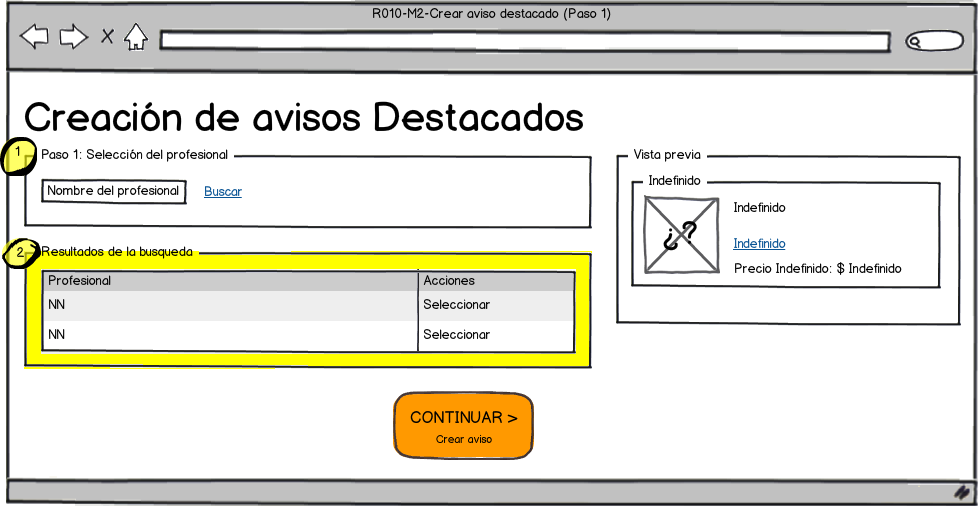 R010-M2-Crear aviso destacado (Paso 1)
Creación de avisos Destacados
1
Paso 1: Selección del profesional
Nombre del profesional Buscar
2
Resultados de la busqueda
Profesional Acciones
NN Seleccionar
NN Seleccionar
CONTINUAR >
Crear aviso
Vista previa
Indefinido
¿?
Indefinido
Indefinido
Precio Indefinido: $ Indefinido